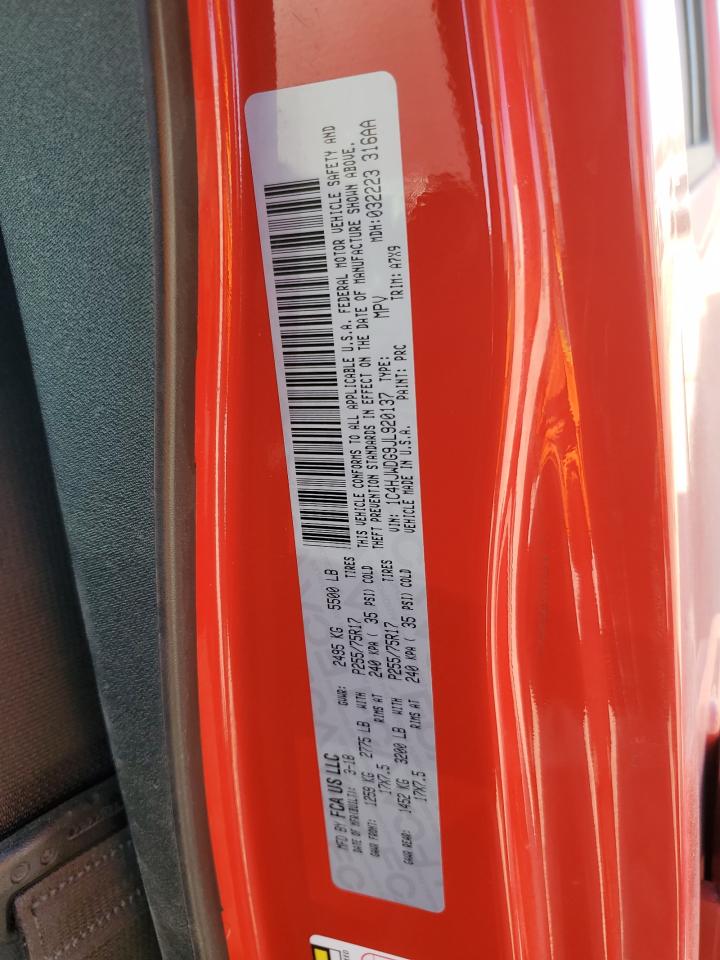 MFD BY FCA US LLC
DATE OF MFR(BUILT): 3-18 GVWR: 2495 KG 5500 LB
GAWR FRONT: 1259 KG 2775 LB WITH P255/75R17 TIRES
17X7.5 RIMS AT 240 KPA ( 35 PSI) COLD
GAWR REAR: 1452 KG 3200 LB WITH P255/75R17 TIRES
17X7.5 RIMS AT 240 KPA ( 35 PSI) COLD
THIS VEHICLE CONFORMS TO ALL APPLICABLE U.S.A. FEDERAL MOTOR VEHICLE SAFETY AND
THEFT PREVENTION STANDARDS IN EFFECT ON THE DATE OF MANUFACTURE SHOWN ABOVE.
VIN: 1C4HJWDG9JL920137 TYPE: MPV MDH:032223 316AA
VEHICLE MADE IN U.S.A. PAINT: PRC TRIM: A7X9